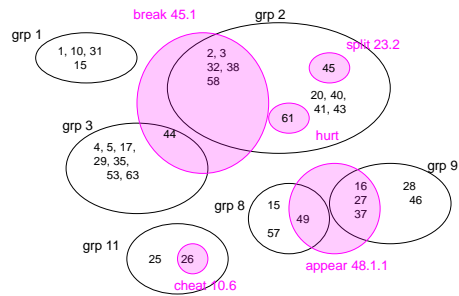 break 45.1
grp 2
grp 1
split 23.2
1, 10, 31
15
2, 3
32, 38
58
45
20, 40,
41, 43
61
hurt
grp 3
44
4, 5, 17,
29, 35,
53, 63
grp 9
grp 8
15
49
57
16
27
37
28
46
appear 48.1.1
grp 11
25
26
cheat 10.6